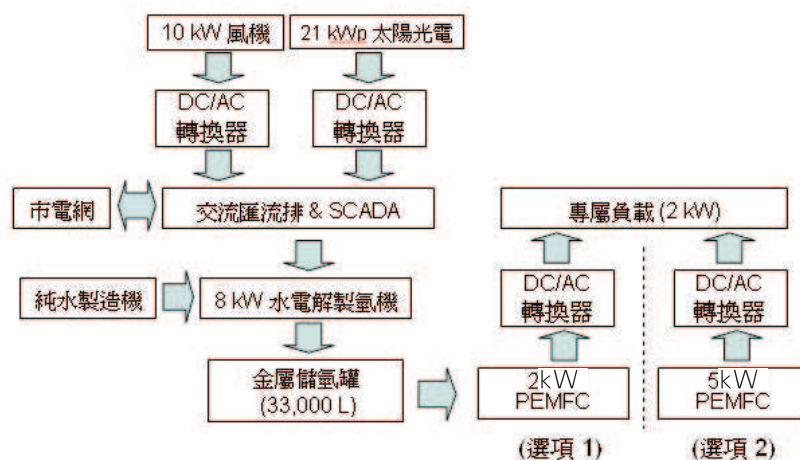 10 kW 風機
21 kWp 太陽光電
DC/AC
轉換器
DC/AC
轉換器
市電網
交流匯流排 & SCADA
專屬負載 (2 kW)
純水製造機
8 kW 水電解製氫機
DC/AC
轉換器
DC/AC
轉換器
金屬儲氫罐
(33,000 L)
2kW
PEMFC
5kW
PEMFC
(選項 1)
(選項 2)